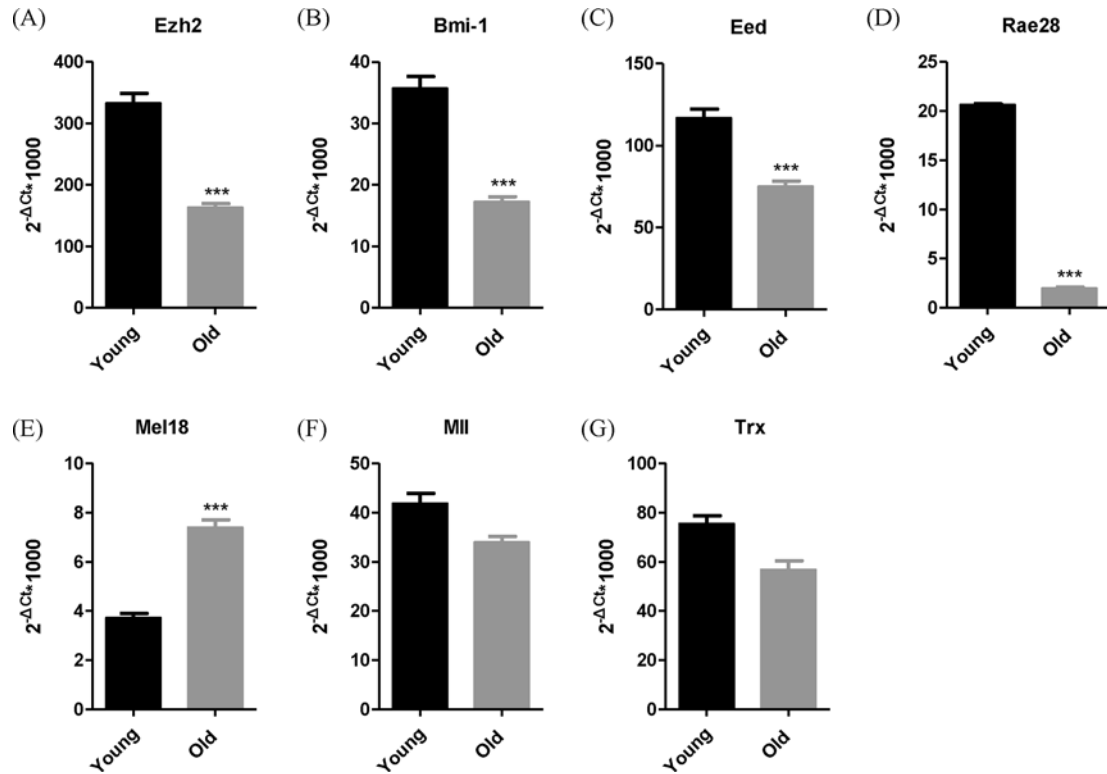 (A) Ezh2
400
300
200
100
0
2-ΔCt*1000
***
Young Old
(B) Bmi-1
40
30
20
10
0
2-ΔCt*1000
***
Young Old
(C) Eed
150
100
50
0
2-ΔCt*1000
***
Young Old
(D) Rae28
25
20
15
10
5
0
2-ΔCt*1000
***
Young Old
(E) Mel18
10
8
6
4
2
0
2-ΔCt*1000
***
Young Old
(F) Mll
50
40
30
20
10
0
2-ΔCt*1000
Young Old
(G) Trx
100
80
60
40
20
0
2-ΔCt*1000
Young Old